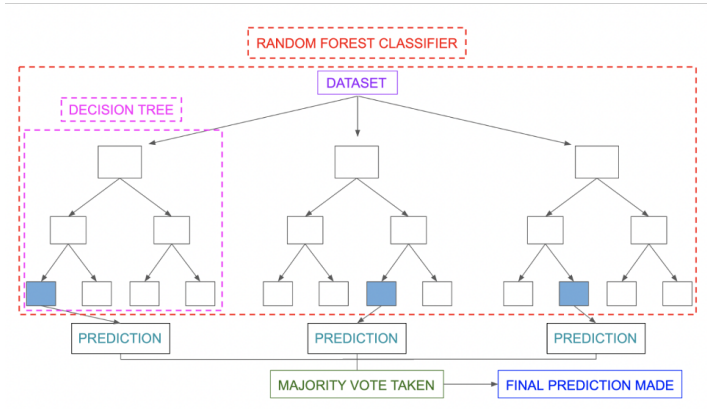 RANDOM FOREST CLASSIFIER
DATASET
DECISION TREE
PREDICTION
PREDICTION
PREDICTION
MAJORITY VOTE TAKEN
FINAL PREDICTION MADE